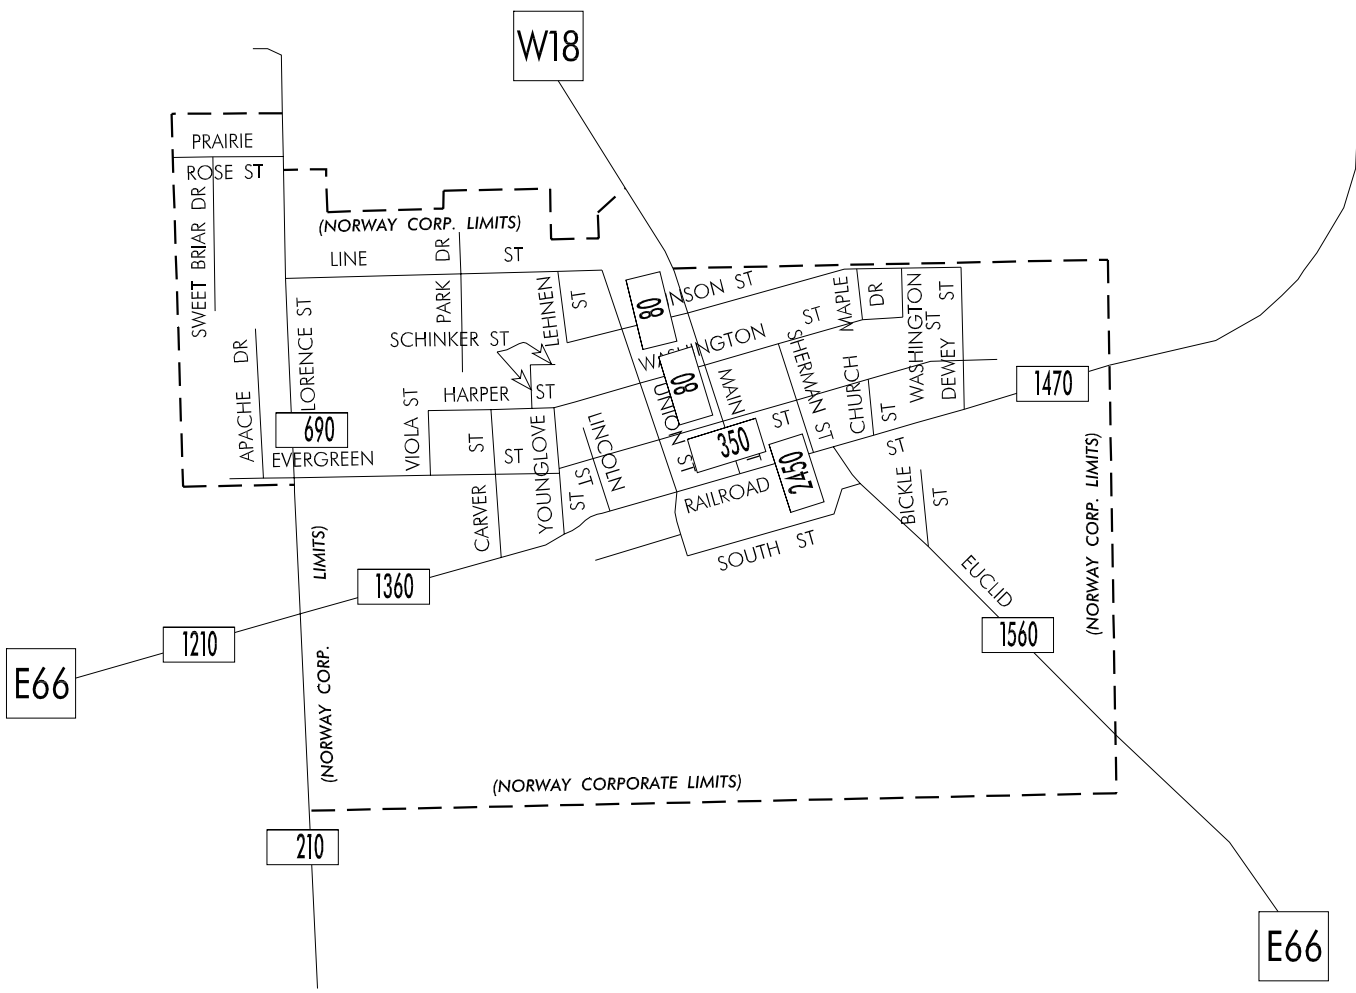 W18
PRAIRIE
ROSE ST
SWEET BRIAR DR
(NORWAY CORP. LIMITS)
LINE ST
PARK DR
LEHNEN ST
NSON ST
80
MAPLE DR
WASHINGTON ST
DEWEY ST
LORENCE ST
SCHINKER ST
WASHINGTON ST
SHERMAN ST
CHURCH ST
APACHE DR
690
VIOLA ST
HARPER ST
80
UNION S
MAIN
1470
EVERGREEN ST
CARVER ST
YOUNGLOVE ST
LINCOLN ST
350
ST
2450
RAILROAD ST
BICKLE ST
SOUTH ST
EUCLID
(NORWAY CORP. LIMITS)
(NORWAY CORP. LIMITS)
1360
1210
1560
E66
(NORWAY CORPORATE LIMITS)
210
E66